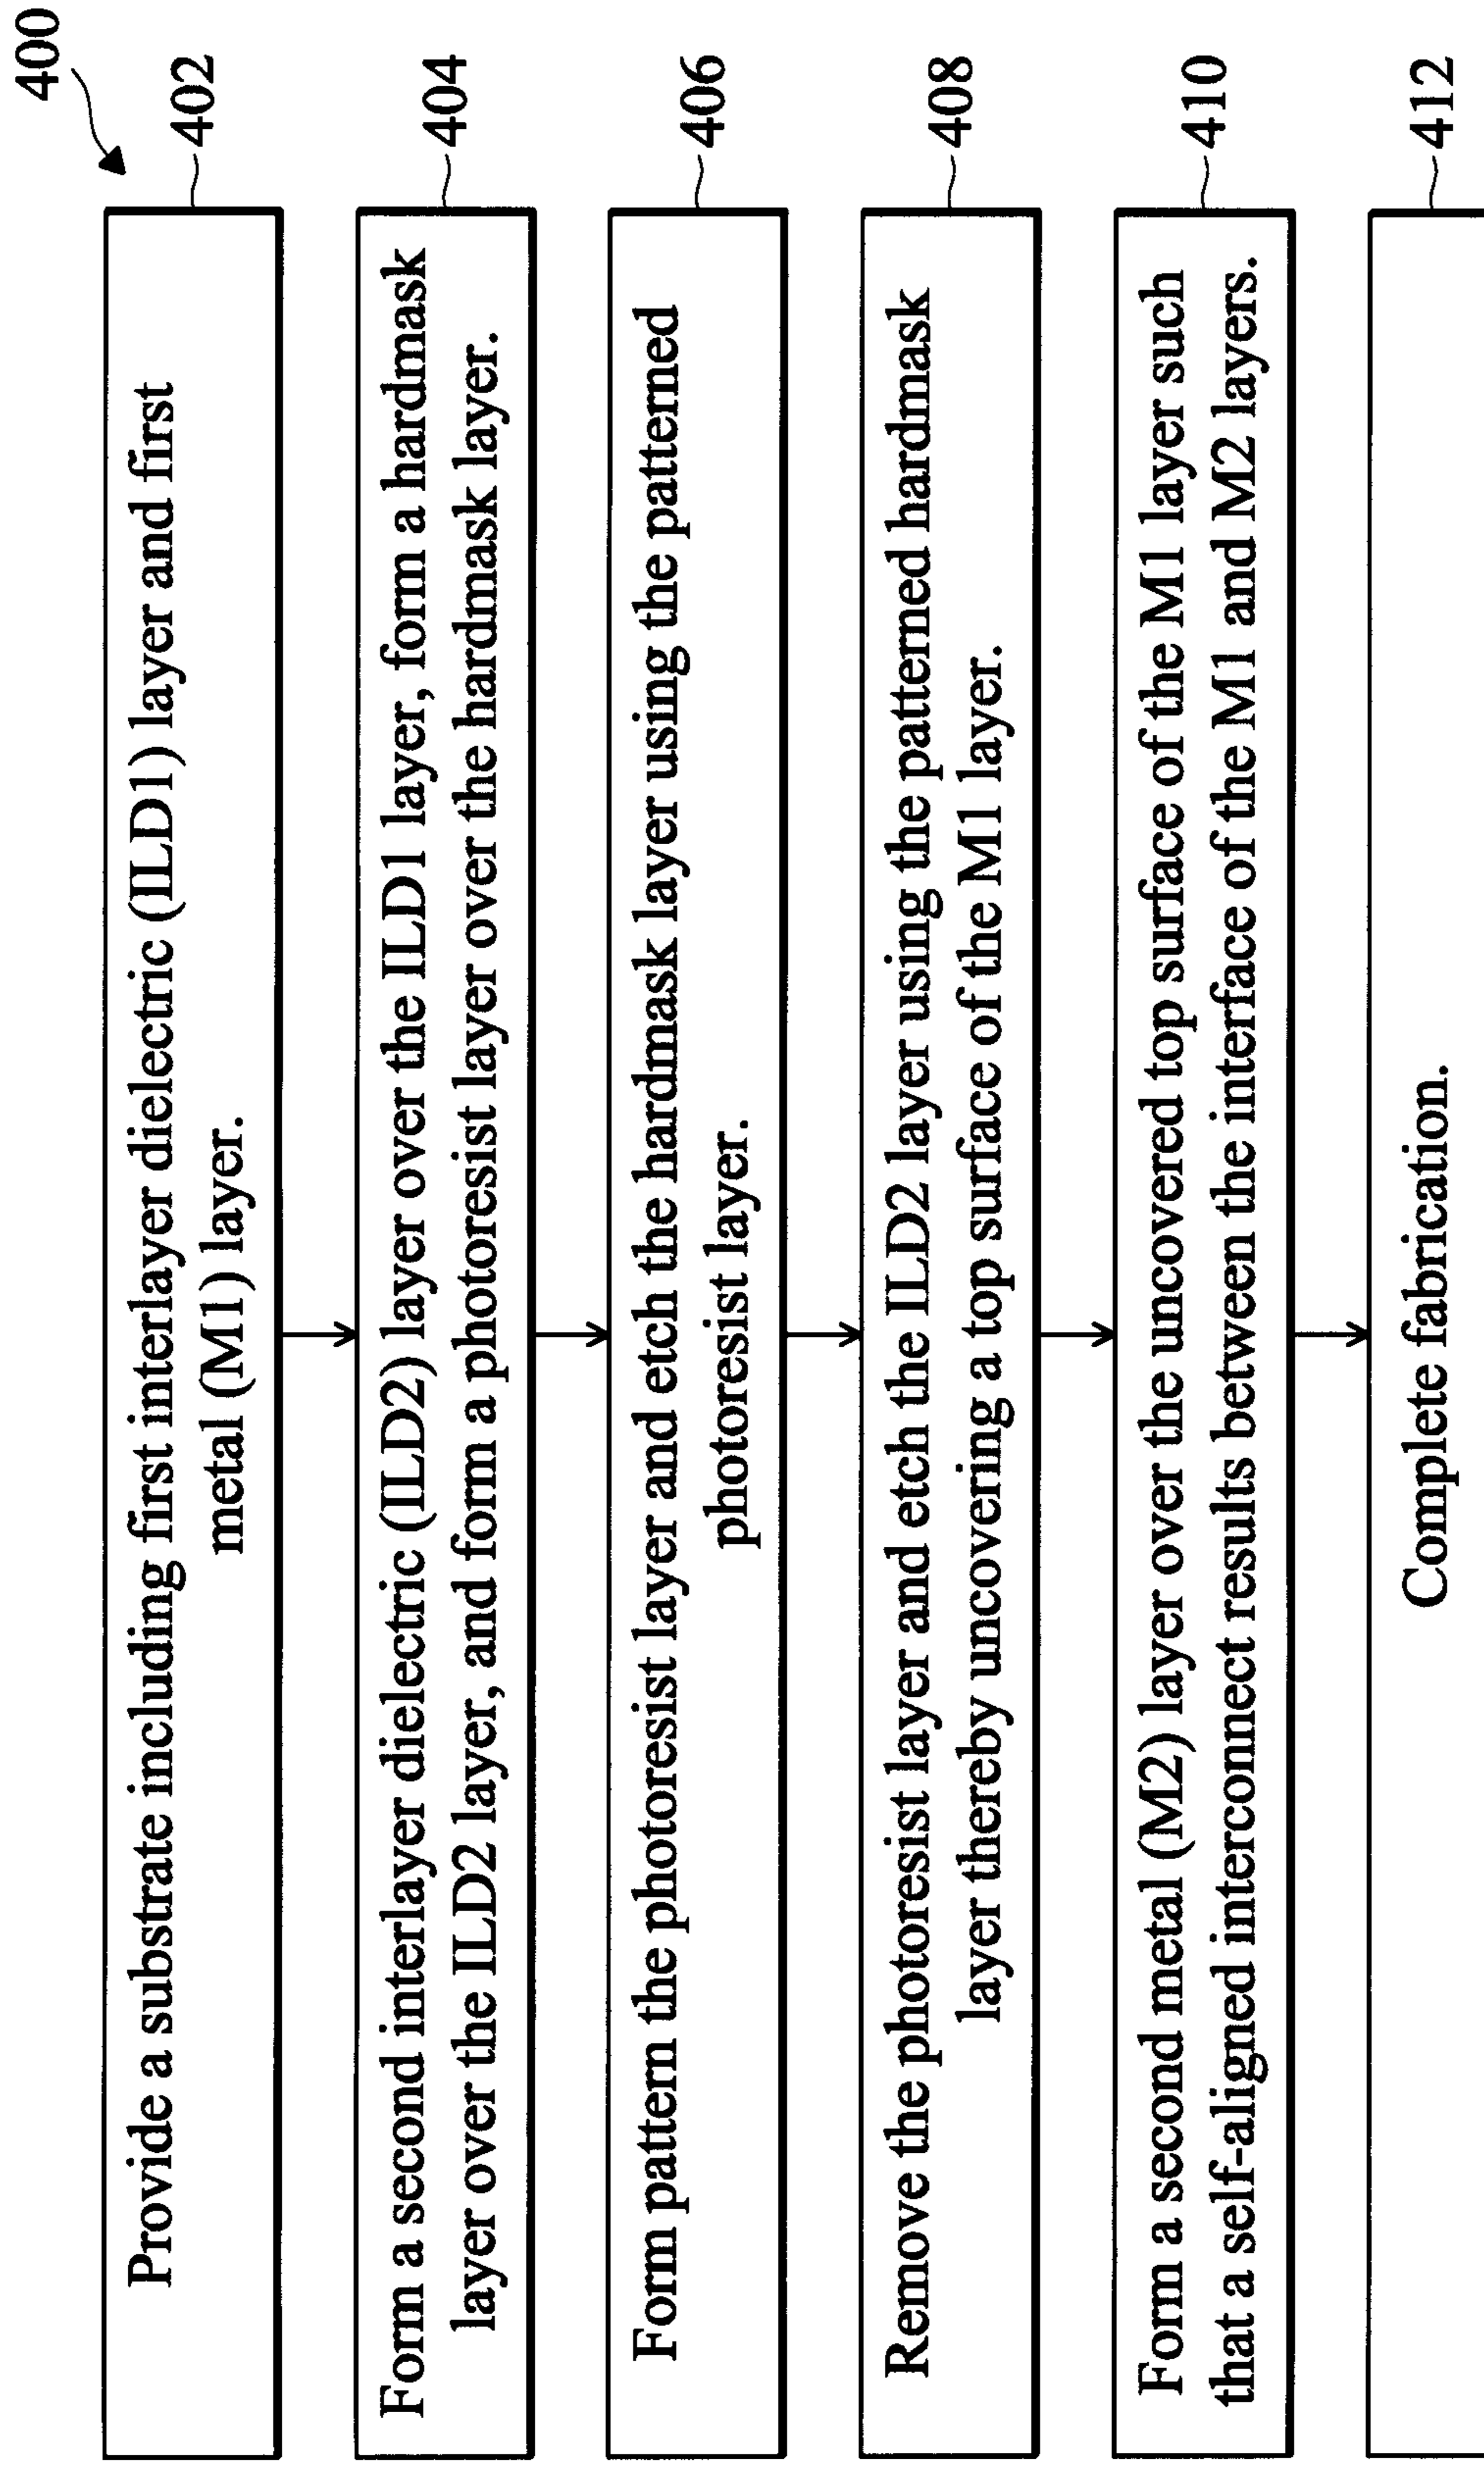 400
Provide a substrate including first interlayer dielectric (ILD1) layer and first
metal (M1) layer.
402
Form a second interlayer dielectric (ILD2) layer over the ILD1 layer, form a hardmask
layer over the ILD2 layer, and form a photoresist layer over the hardmask layer.
404
Form pattern the photoresist layer and etch the hardmask layer using the patterned
photoresist layer.
406
Remove the photoresist layer and etch the ILD2 layer using the patterned hardmask
layer thereby uncovering a top surface of the M1 layer.
408
Form a second metal (M2) layer over the uncovered top surface of the M1 layer such
that a self-aligned interconnect results between the interface of the M1 and M2 layers.
410
Complete fabrication.
412